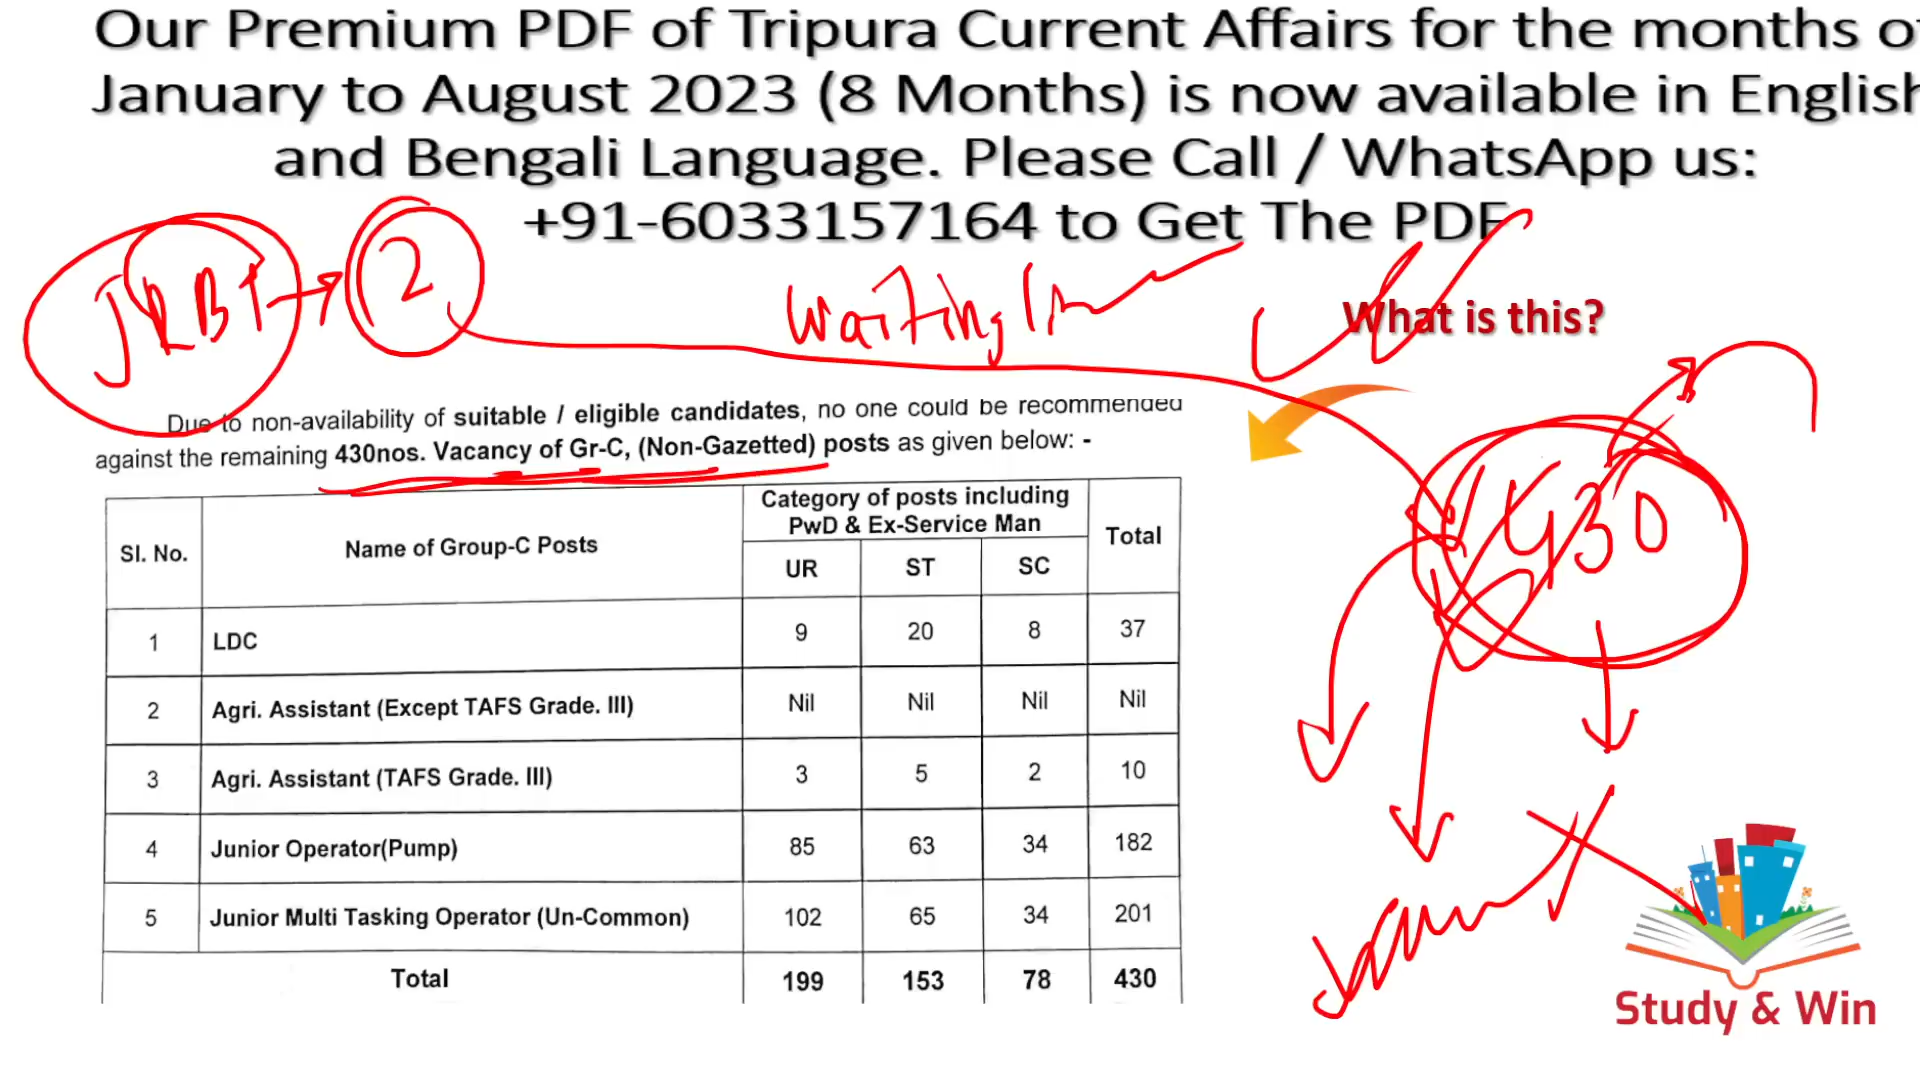 Our Premium PDF of Tripura Current Affairs for the months of
January to August 2023 (8 Months) is now available in English
and Bengali Language. Please Call / WhatsApp us:
+91-6033157164 to Get The PDF
JRBT → 2
Waiting
What is this?
Due to non-availability of suitable / eligible candidates, no one could be recommended
against the remaining 430nos. Vacancy of Gr-C, (Non-Gazetted) posts as given below: -
Sl. No. Name of Group-C Posts Category of posts including PwD & Ex-Service Man Total
UR ST SC
1 LDC 9 20 8 37
2 Agri. Assistant (Except TAFS Grade. III) Nil Nil Nil Nil
3 Agri. Assistant (TAFS Grade. III) 3 5 2 10
4 Junior Operator(Pump) 85 63 34 182
5 Junior Multi Tasking Operator (Un-Common) 102 65 34 201
Total 199 153 78 430
430
Study & Win